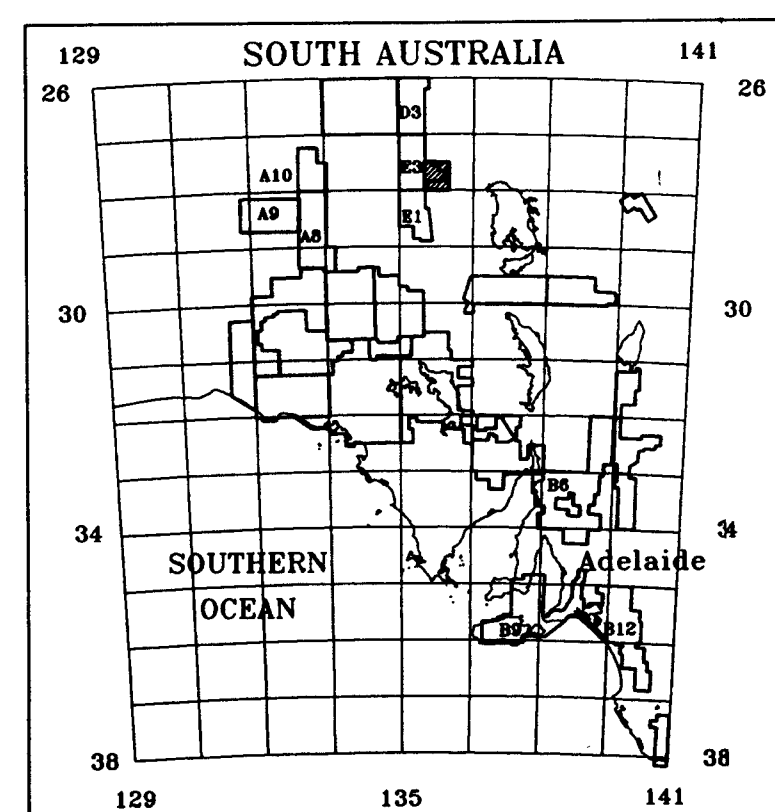 129 SOUTH AUSTRALIA 141
26 26
D3
A10 E3
A9 E1
A8
30 30
B6
34 34
SOUTHERN Adelaide
OCEAN
B9 B12
38 38
129 135 141